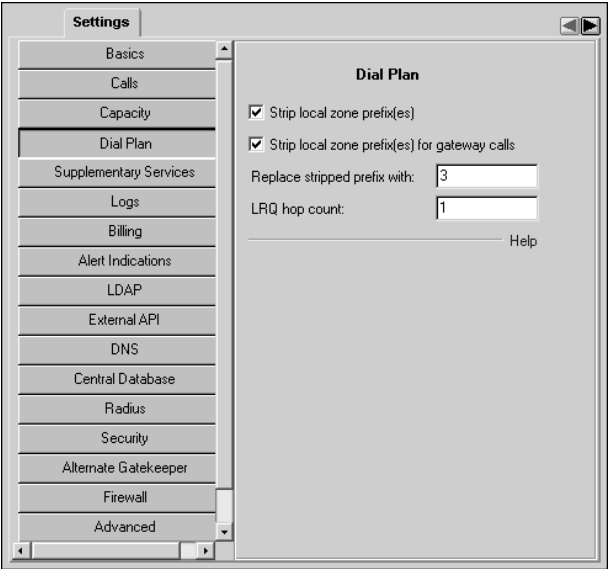 Settings
Basics
Calls
Capacity
Dial Plan
Supplementary Services
Logs
Billing
Alert Indications
LDAP
External API
DNS
Central Database
Radius
Security
Alternate Gatekeeper
Firewall
Advanced
Dial Plan
Strip local zone prefix(es)
Strip local zone prefix(es) for gateway calls
Replace stripped prefix with: 3
LRQ hop count: 1
Help